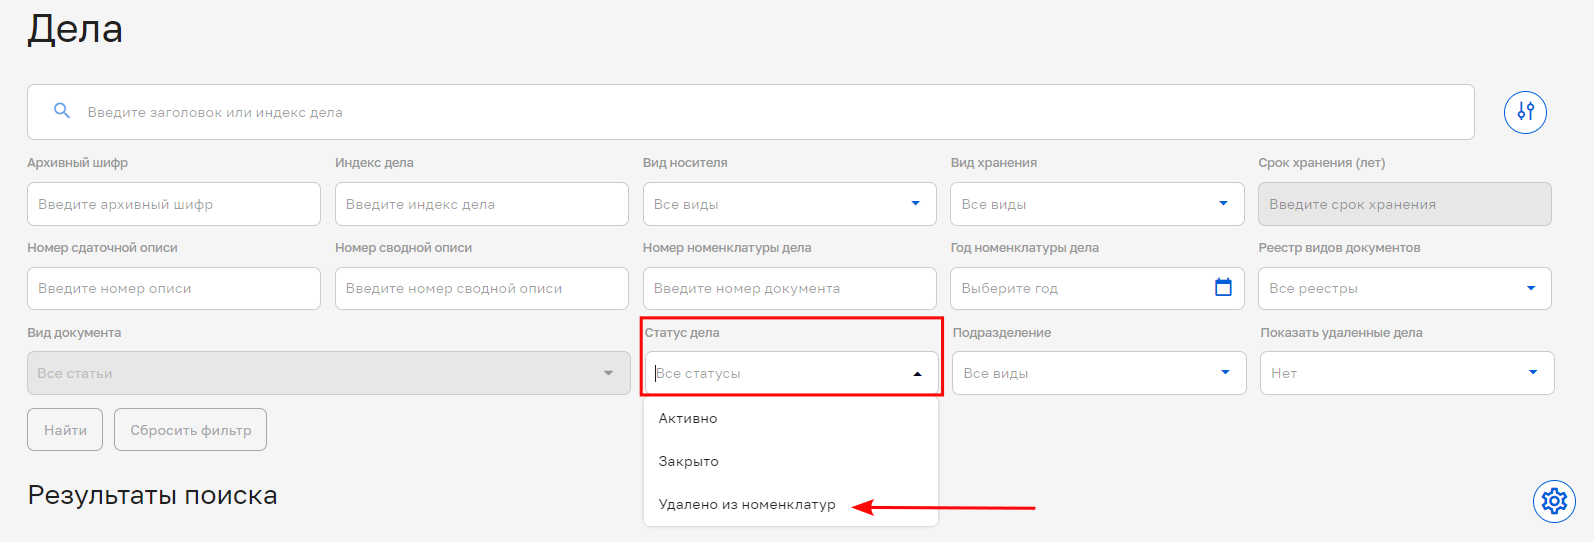 Дела
Введите заголовок или индекс дела
Архивный шифр Индекс дела Вид носителя Вид хранения Срок хранения (лет)
Введите архивный шифр Введите индекс дела Все виды Все виды Введите срок хранения
Номер сдаточной описи Номер сводной описи Номер номенклатуры дела Год номенклатуры дела Реестр видов документов
Введите номер описи Введите номер сводной описи Введите номер документа Выберите год Все реестры
Вид документа Статус дела Подразделение Показать удаленные дела
Все статьи Все статусы Все виды Нет
Активно
Найти Сбросить фильтр
Закрыто
Результаты поиска
Удалено из номенклатур